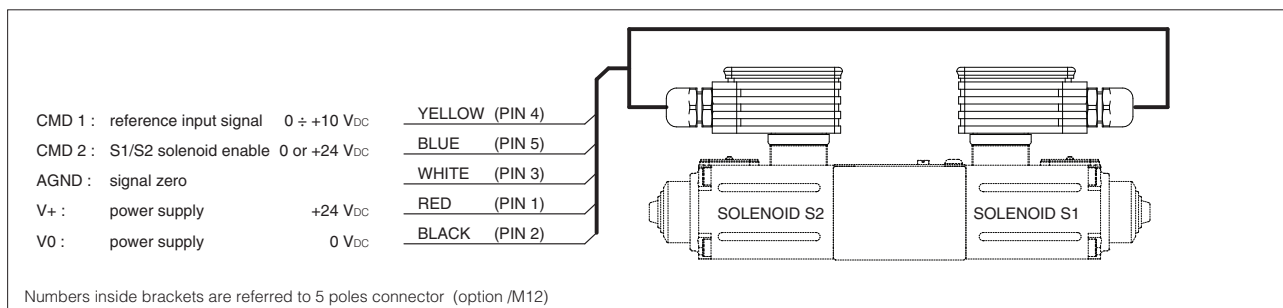 CMD 1 : reference input signal 0 ÷ +10 VDC YELLOW (PIN 4)
CMD 2 : S1/S2 solenoid enable 0 or +24 VDC BLUE (PIN 5)
AGND : signal zero WHITE (PIN 3)
V+ : power supply +24 VDC RED (PIN 1)
V0 : power supply 0 VDC BLACK (PIN 2)
SOLENOID S2 SOLENOID S1
Numbers inside brackets are referred to 5 poles connector (option /M12)